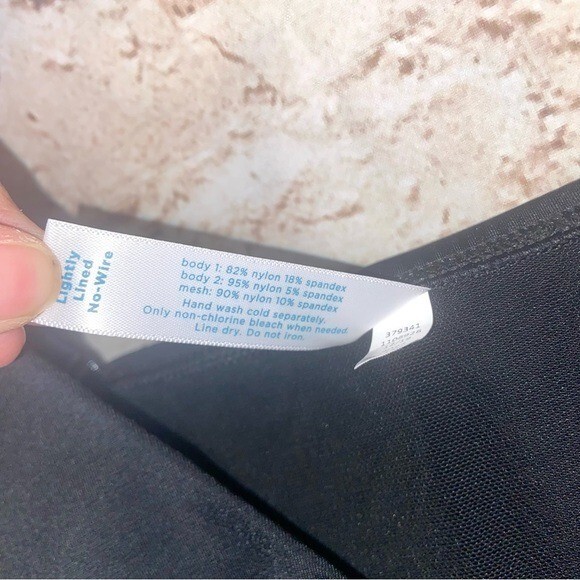 Lightly
Lined
No-Wire
body 1: 82% nylon 18% spandex
body 2: 95% nylon 5% spandex
mesh: 90% nylon 10% spandex
Hand wash cold separately.
Only non-chlorine bleach when needed.
Line dry. Do not iron.
379341